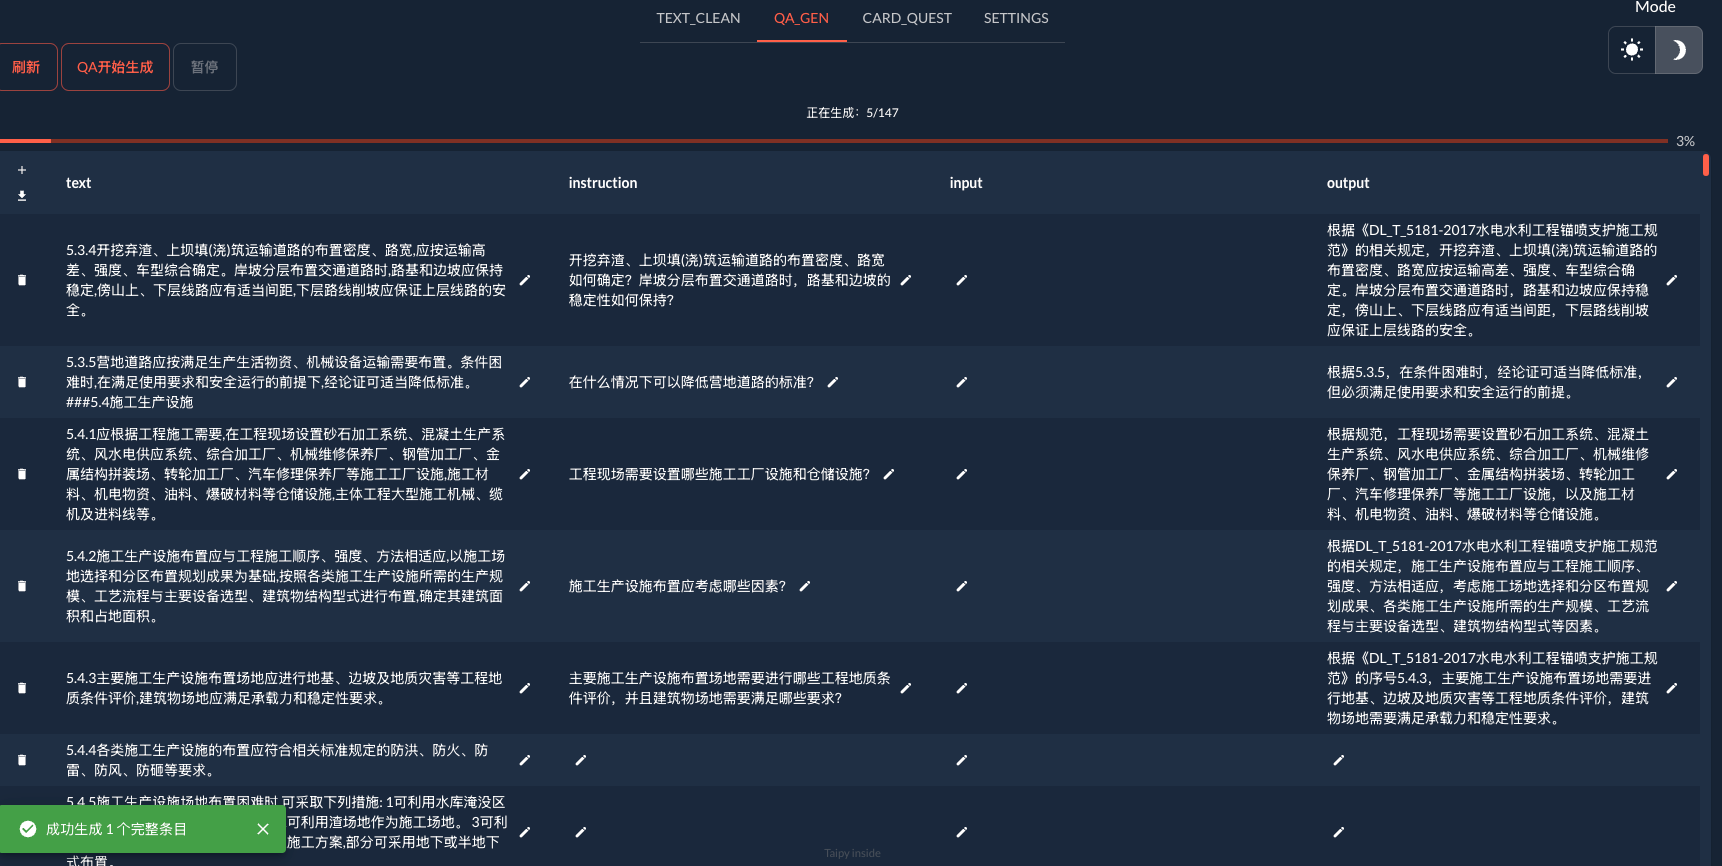 TEXT_CLEAN QA_GEN CARD_QUEST SETTINGS
Mode
刷新 QA开始生成 暂停
正在生成：5/147
3%
text instruction input output
5.3.4开挖弃渣、上坝填(浇)筑运输道路的布置密度、路宽,应按运输高
差、强度、车型综合确定。岸坡分层布置交通道路时,路基和边坡应保持
稳定,傍山上、下层线路应有适当间距,下层路线削坡应保证上层线路的安
全。
开挖弃渣、上坝填(浇)筑运输道路的布置密度、路宽
如何确定？岸坡分层布置交通道路时，路基和边坡的
稳定性如何保持？
根据《DL_T_5181-2017水电水利工程锚喷支护施工规
范》的相关规定，开挖弃渣、上坝填(浇)筑运输道路的
布置密度、路宽应按运输高差、强度、车型综合确
定。岸坡分层布置交通道路时，路基和边坡应保持稳
定，傍山上、下层线路应有适当间距，下层路线削坡
应保证上层线路的安全。
5.3.5营地道路应按满足生产生活物资、机械设备运输需要布置。条件困
难时,在满足使用要求和安全运行的前提下,经论证可适当降低标准。
###5.4施工生产设施
在什么情况下可以降低营地道路的标准？
根据5.3.5，在条件困难时，经论证可适当降低标准，
但必须满足使用要求和安全运行的前提。
5.4.1应根据工程施工需要,在工程现场设置砂石加工系统、混凝土生产系
统、风水电供应系统、综合加工厂、机械维修保养厂、钢管加工厂、金
属结构拼装场、转轮加工厂、汽车修理保养厂等施工工厂设施,施工材
料、机电物资、油料、爆破材料等仓储设施,主体工程大型施工机械、缆
机及进料线等。
工程现场需要设置哪些施工工厂设施和仓储设施？
根据规范，工程现场需要设置砂石加工系统、混凝土
生产系统、风水电供应系统、综合加工厂、机械维修
保养厂、钢管加工厂、金属结构拼装场、转轮加工
厂、汽车修理保养厂等施工工厂设施，以及施工材
料、机电物资、油料、爆破材料等仓储设施。
5.4.2施工生产设施布置应与工程施工顺序、强度、方法相适应,以施工场
地选择和分区布置规划成果为基础,按照各类施工生产设施所需的生产规
模、工艺流程与主要设备选型、建筑物结构型式进行布置,确定其建筑面
积和占地面积。
施工生产设施布置应考虑哪些因素？
根据DL_T_5181-2017水电水利工程锚喷支护施工规范
的相关规定，施工生产设施布置应与工程施工顺序、
强度、方法相适应，考虑施工场地选择和分区布置规
划成果、各类施工生产设施所需的生产规模、工艺流
程与主要设备选型、建筑物结构型式等因素。
5.4.3主要施工生产设施布置场地应进行地基、边坡及地质灾害等工程地
质条件评价,建筑物场地应满足承载力和稳定性要求。
主要施工生产设施布置场地需要进行哪些工程地质条
件评价，并且建筑物场地需要满足哪些要求？
根据《DL_T_5181-2017水电水利工程锚喷支护施工规
范》的序号5.4.3，主要施工生产设施布置场地需要进
行地基、边坡及地质灾害等工程地质条件评价，建筑
物场地需要满足承载力和稳定性要求。
5.4.4各类施工生产设施的布置应符合相关标准规定的防洪、防火、防
雷、防风、防砸等要求。
5.4.5施工生产设施场地布置困难时,可采取下列措施: 1可利用水库淹没区
可利用渣场地作为施工场地。 3可利
施工方案,部分可采用地下或半地下
式布置。
成功生成 1 个完整条目
Taipy inside